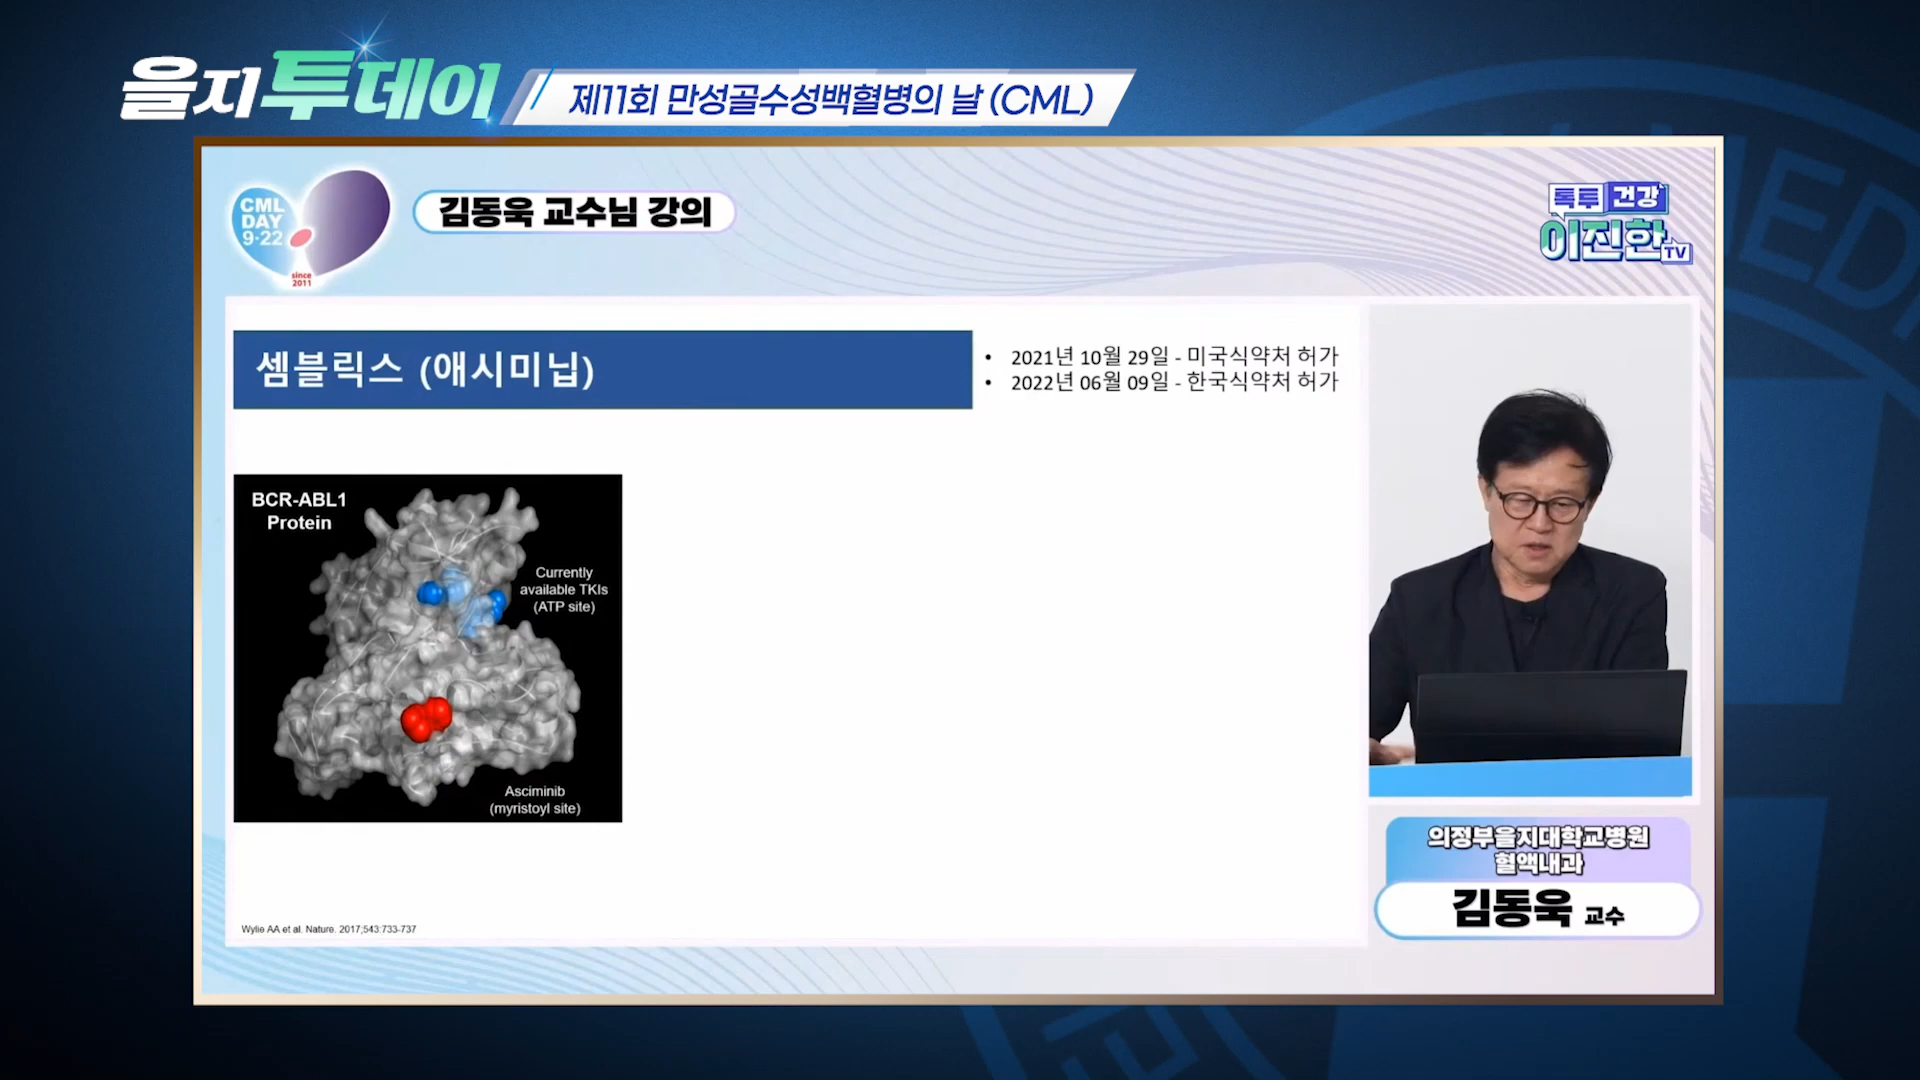 을지투데이
제11회 만성골수성백혈병의 날 (CML)
CML
DAY
9·22
since
2011
김동욱 교수님 강의
톡투 건강
이진한 TV
셈블릭스 (애시미닙)
• 2021년 10월 29일 - 미국식약처 허가
• 2022년 06월 09일 - 한국식약처 허가
BCR-ABL1
Protein
Currently
available TKIs
(ATP site)
Asciminib
(myristoyl site)
Wylie AA et al. Nature. 2017;543:733-737
의정부을지대학교병원
혈액내과
김동욱 교수